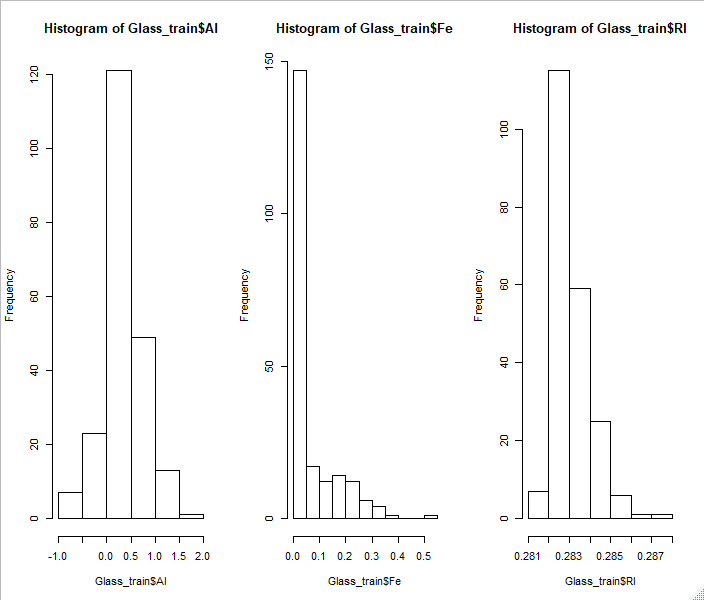 Histogram of Glass_train$Al
Frequency
120
100
80
60
40
20
0
-1.0 0.0 0.5 1.0 1.5 2.0
Glass_train$Al
Histogram of Glass_train$Fe
Frequency
150
100
50
0
0.0 0.1 0.2 0.3 0.4 0.5
Glass_train$Fe
Histogram of Glass_train$RI
Frequency
100
80
60
40
20
0
0.281 0.283 0.285 0.287
Glass_train$RI